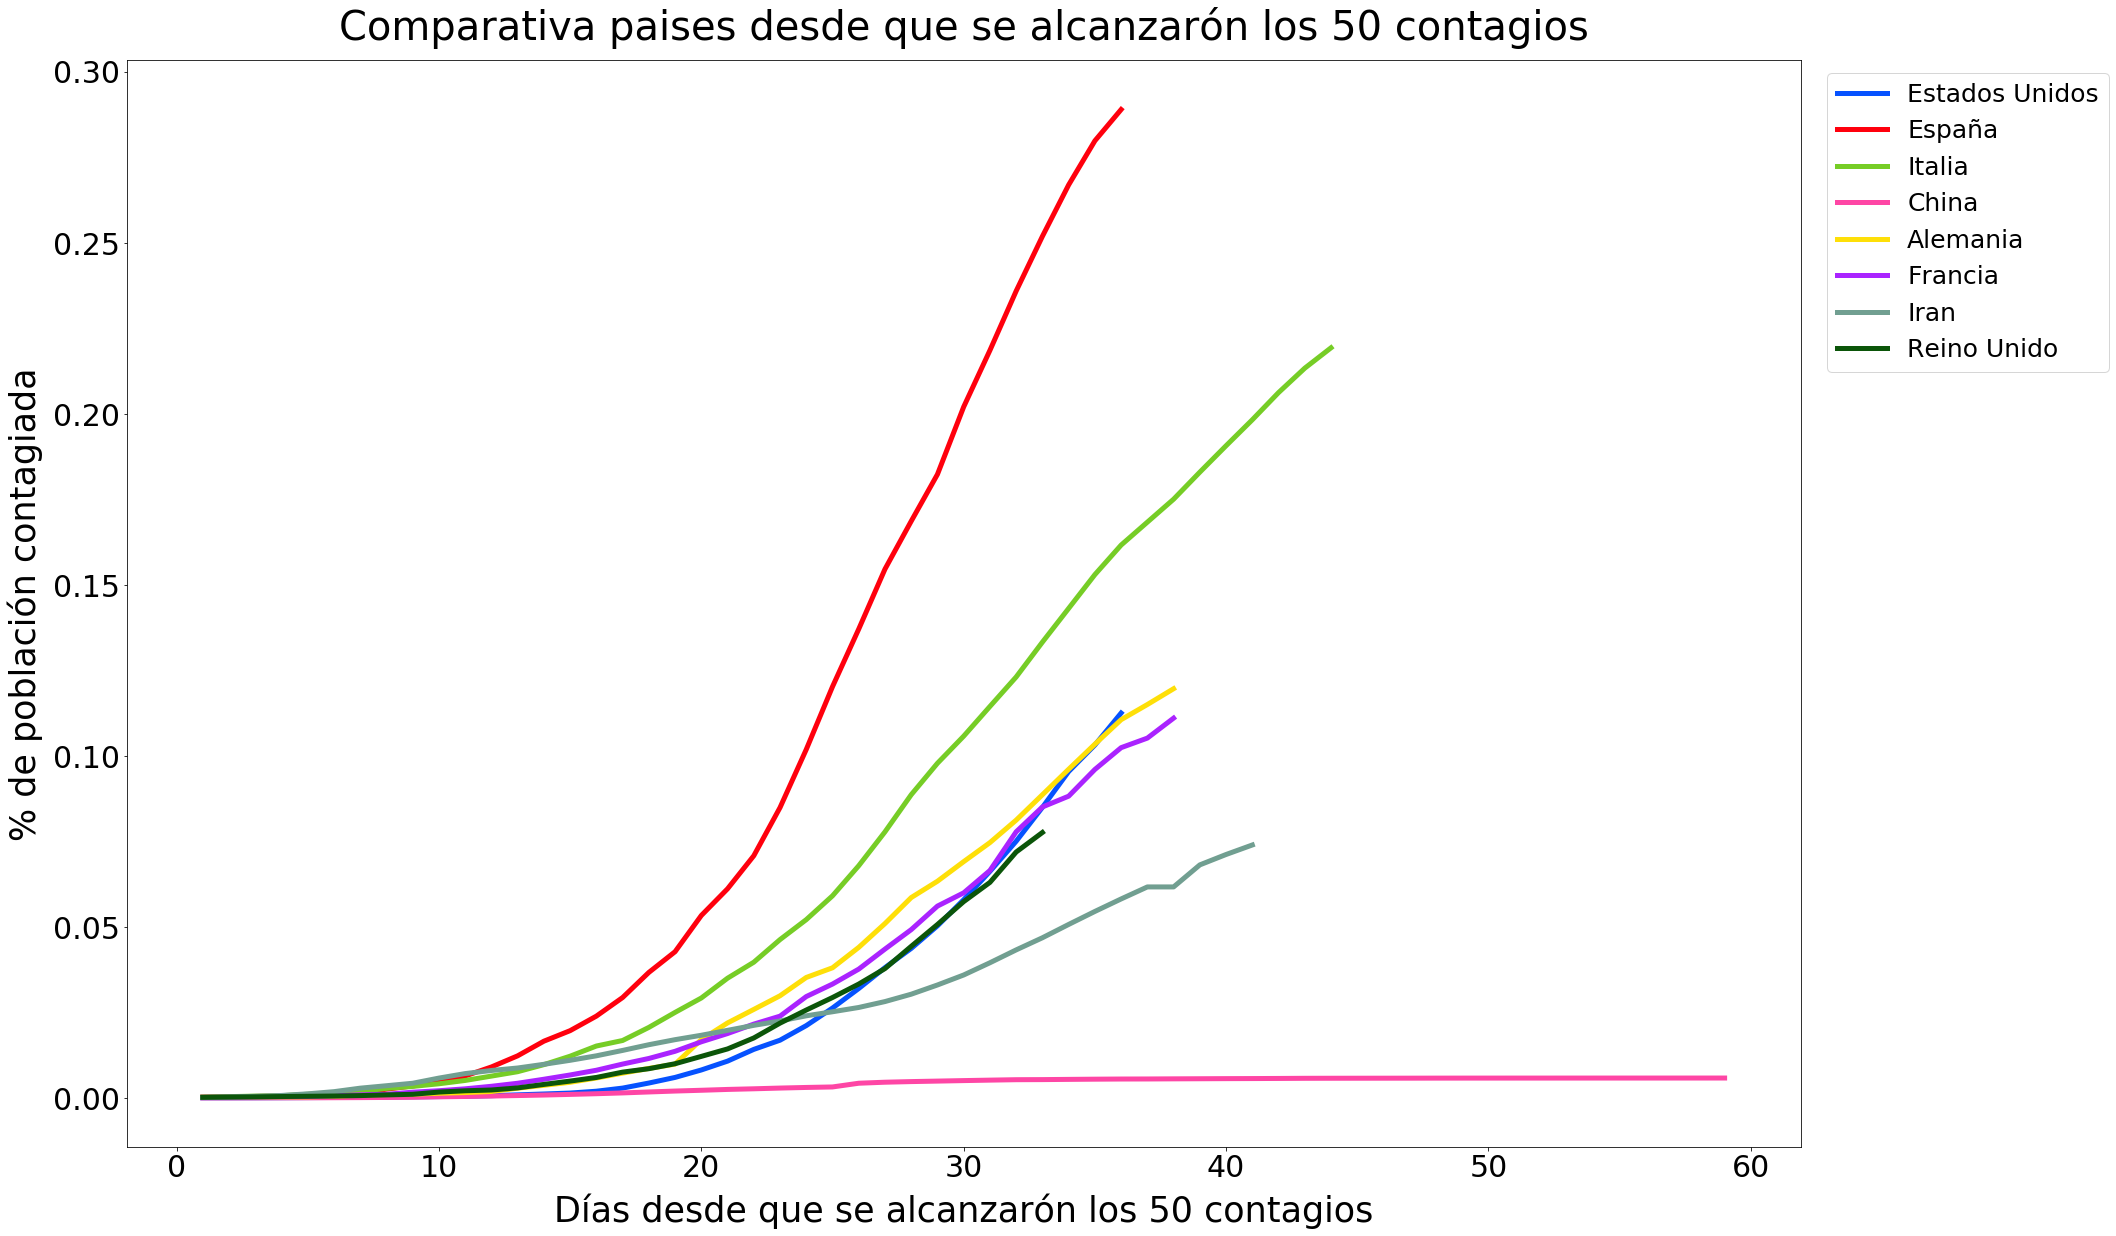 Comparativa paises desde que se alcanzarón los 50 contagios
% de población contagiada
0.30
0.25
0.20
0.15
0.10
0.05
0.00
0 10 20 30 40 50 60
Días desde que se alcanzarón los 50 contagios
Estados Unidos
España
Italia
China
Alemania
Francia
Iran
Reino Unido